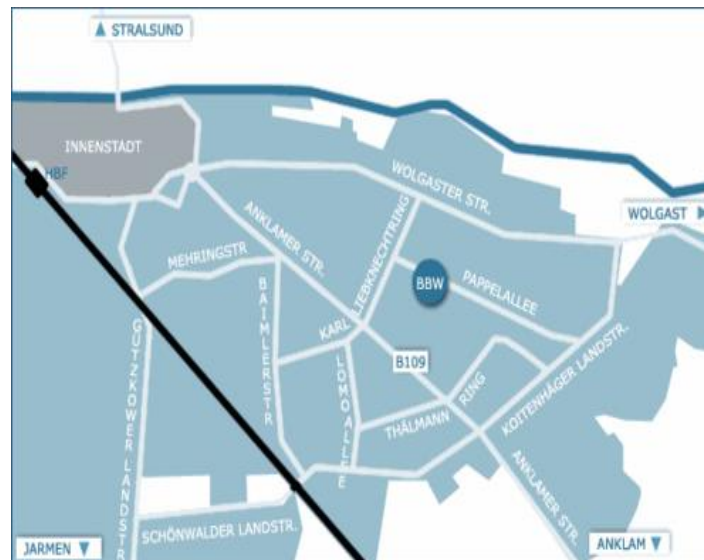 ▲ STRALSUND
INNENSTADT
HBF
WOLGASTER STR.
WOLGAST ▶
ANKLAMER STR.
MEHRINGSTR
KARL LIEBKNECHTRING
BBW
PAPPELALLEE
BAIMLERSTR
GÜTZKOWER LANDSTR.
LOMO ALLEE
B109
THÄLMANN RING
KOITENHÄGER LANDSTR.
ANKLAMER STR.
SCHÖNWALDER LANDSTR.
JARMEN ▼
ANKLAM ▼